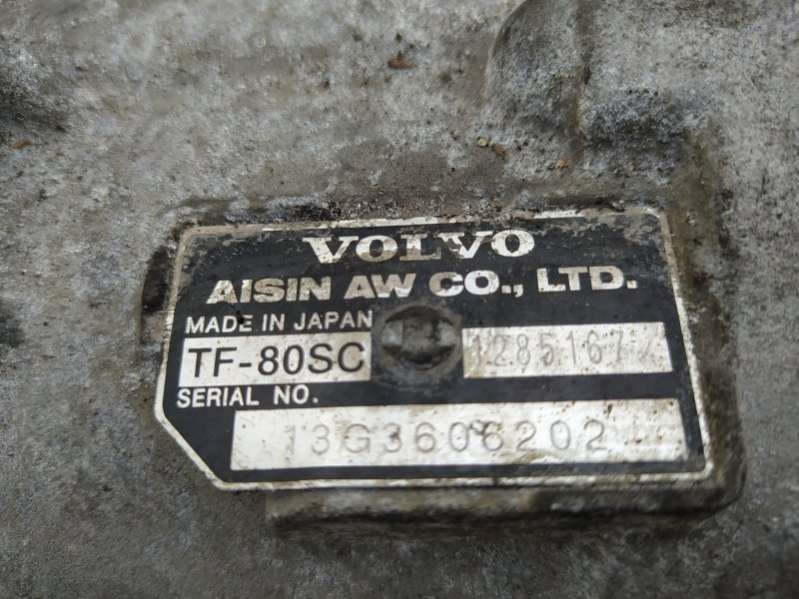 VOLVO
AISIN AW CO., LTD.
MADE IN JAPAN
TF-80SC 1285167
SERIAL NO.
13G3606202